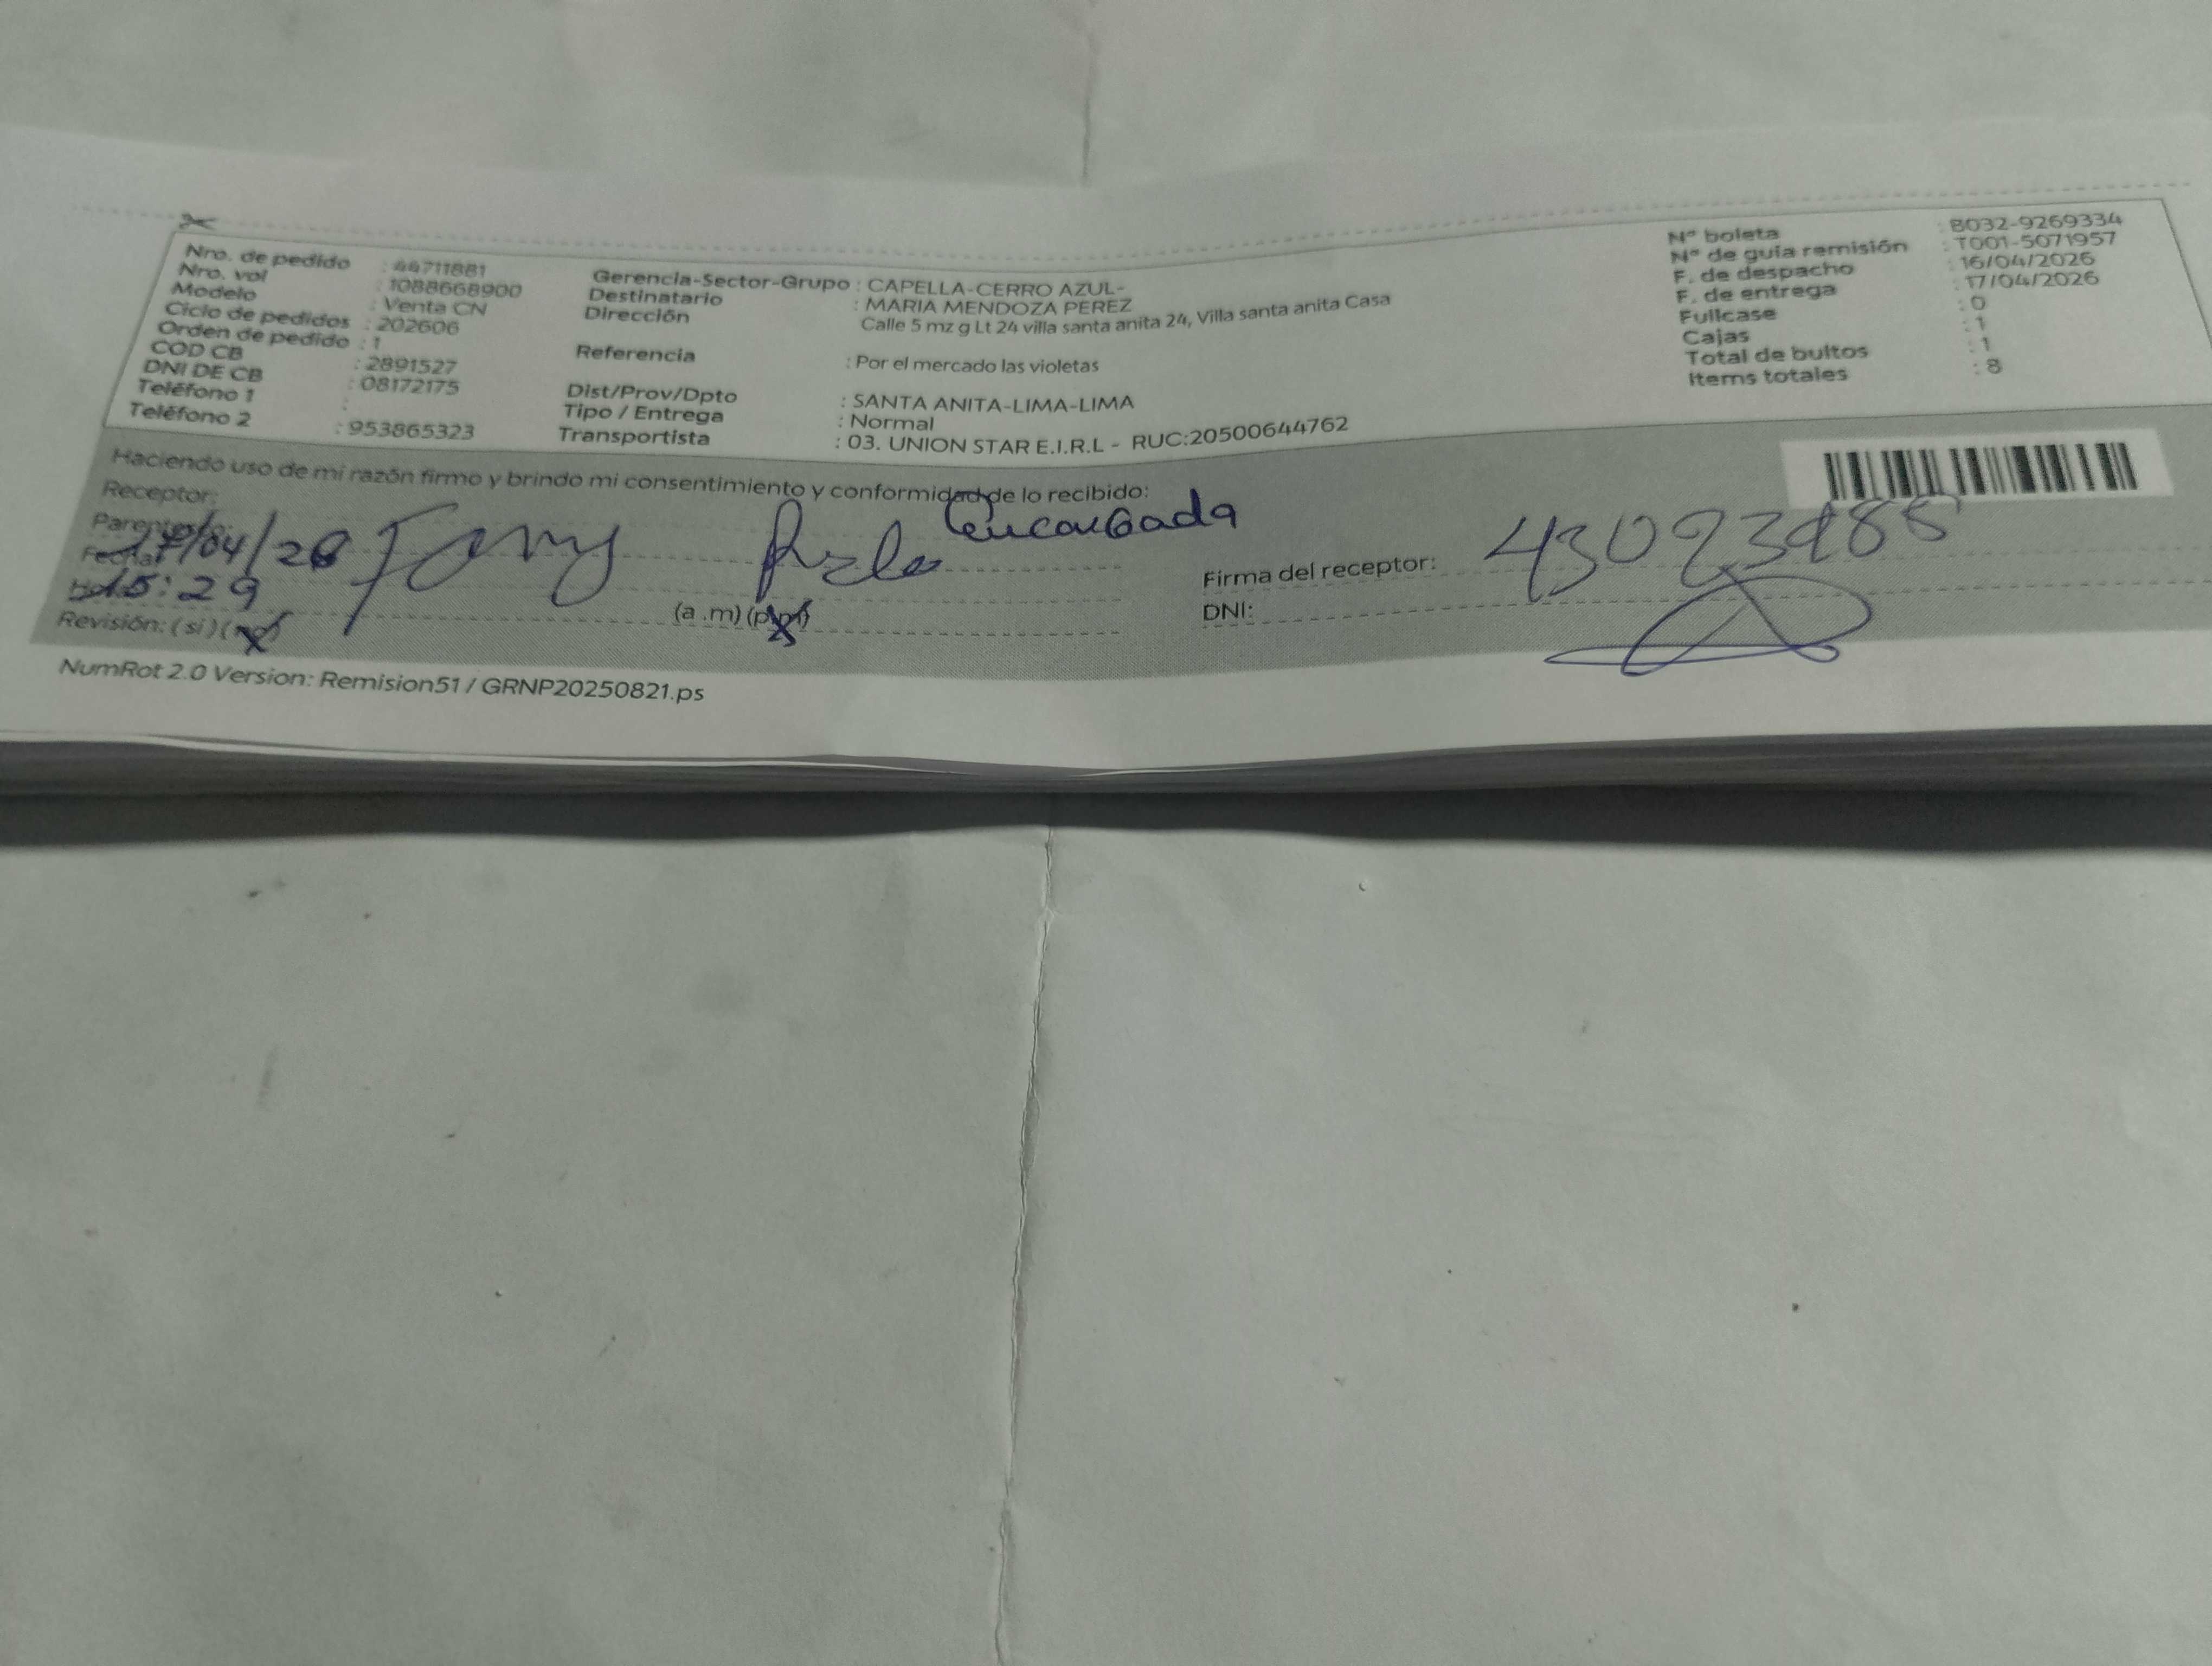 Nro. de pedido : 44711881
Nro. vol : 1088668900
Modelo : Venta CN
Ciclo de pedidos : 202606
Orden de pedido : 1
COD CB : 2891527
DNI DE CB : 08172175
Teléfono 1 :
Teléfono 2 : 953865323
Gerencia-Sector-Grupo : CAPELLA-CERRO AZUL-
Destinatario : MARIA MENDOZA PEREZ
Dirección : Calle 5 mz g Lt 24 villa santa anita 24, Villa santa anita Casa
Referencia : Por el mercado las violetas
Dist/Prov/Dpto : SANTA ANITA-LIMA-LIMA
Tipo / Entrega : Normal
Transportista : 03. UNION STAR E.I.R.L - RUC:20500644762
Nº boleta : B032-9269334
Nº de guía remisión : T001-5071957
F. de despacho : 16/04/2026
F. de entrega : 17/04/2026
Fullcase : 0
Cajas : 1
Total de bultos : 1
Items totales : 8
Haciendo uso de mi razón firmo y brindo mi consentimiento y conformidad de lo recibido:
Receptor:
encargada
Parentesco:
Fecha: 17/04/26
Hora: 15:29 (a.m) (p.m)
Revisión: (si) (no)
Firma del receptor:
DNI:
NumRot 2.0 Version: Remision51 / GRNP20250821.ps